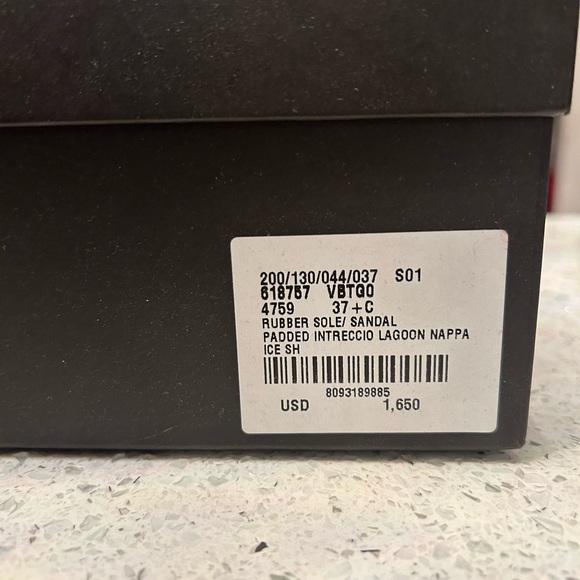 200/130/044/037 S01
618757 VBTG0
4759 37+C
RUBBER SOLE/ SANDAL
PADDED INTRECCIO LAGOON NAPPA
ICE SH
8093189885
USD 1,650